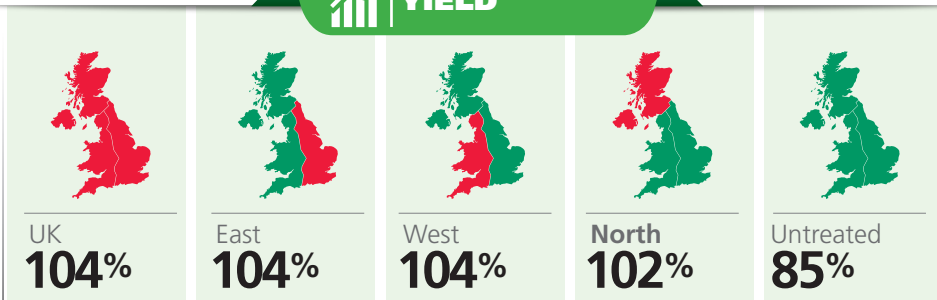 YIELD
UK
104%
East
104%
West
104%
North
102%
Untreated
85%